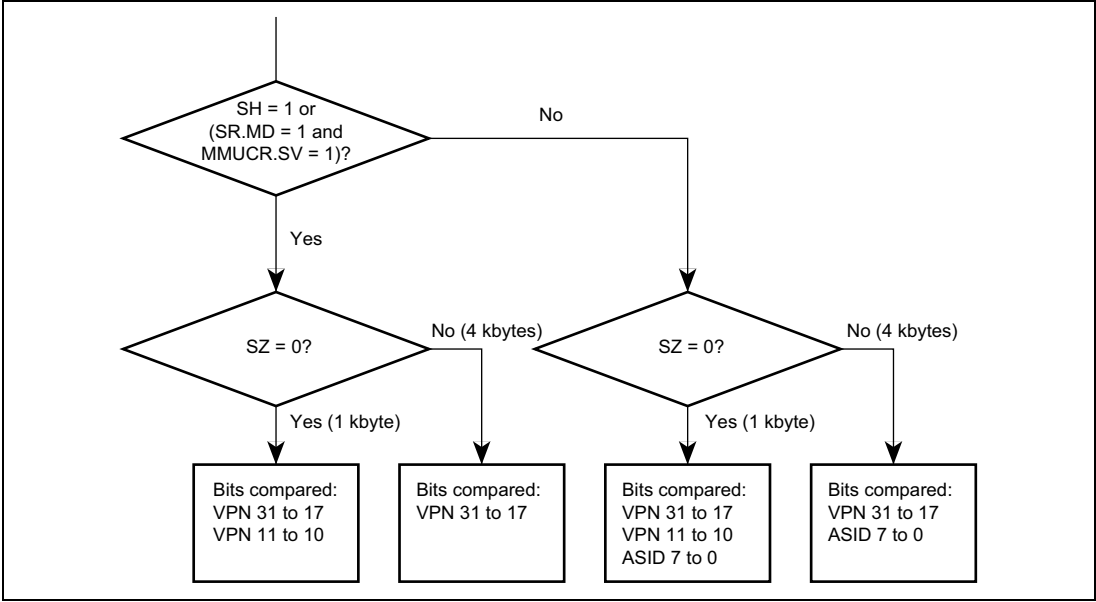 SH = 1 or
(SR.MD = 1 and
MMUCR.SV = 1)?
No
Yes
SZ = 0?
No (4 kbytes)
SZ = 0?
No (4 kbytes)
Yes (1 kbyte)
Yes (1 kbyte)
Bits compared:
VPN 31 to 17
VPN 11 to 10
Bits compared:
VPN 31 to 17
Bits compared:
VPN 31 to 17
VPN 11 to 10
ASID 7 to 0
Bits compared:
VPN 31 to 17
ASID 7 to 0